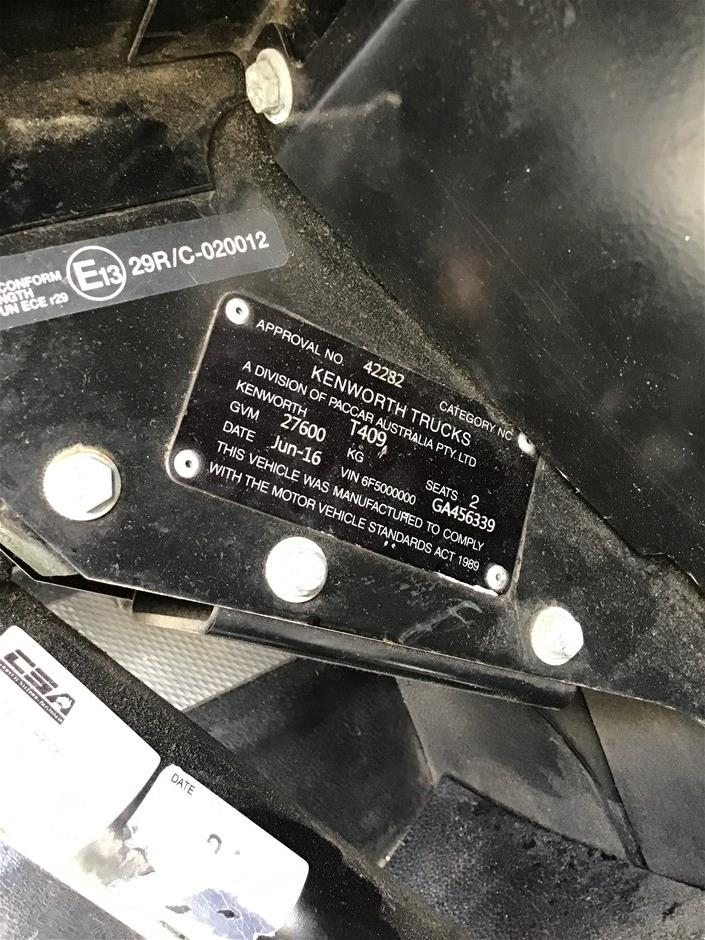 CONFORM
NGTH
UN ECE r29
E13 29R/C-020012
APPROVAL NO 42282 CATEGORY NC
KENWORTH TRUCKS
A DIVISION OF PACCAR AUSTRALIA PTY. LTD
KENWORTH T409 SEATS 2
GVM 27600 KG
DATE Jun-16 VIN 6F5000000 GA456339
THIS VEHICLE WAS MANUFACTURED TO COMPLY
WITH THE MOTOR VEHICLE STANDARDS ACT 1989
CSA
DATE